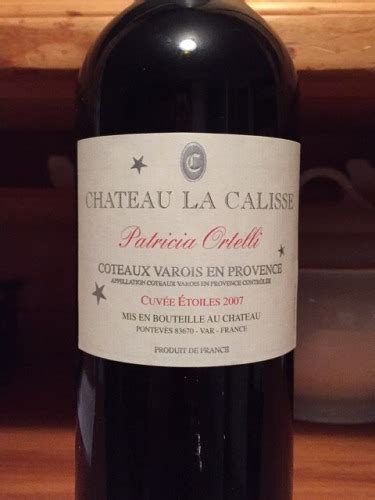 C
CHATEAU LA CALISSE
Patricia Ortelli
COTEAUX VAROIS EN PROVENCE
APPELLATION COTEAUX VAROIS EN PROVENCE CONTRÔLÉE
CUVÉE ÉTOILES 2007
MIS EN BOUTEILLE AU CHATEAU
PONTEVÈS 83670 - VAR - FRANCE
PRODUIT DE FRANCE